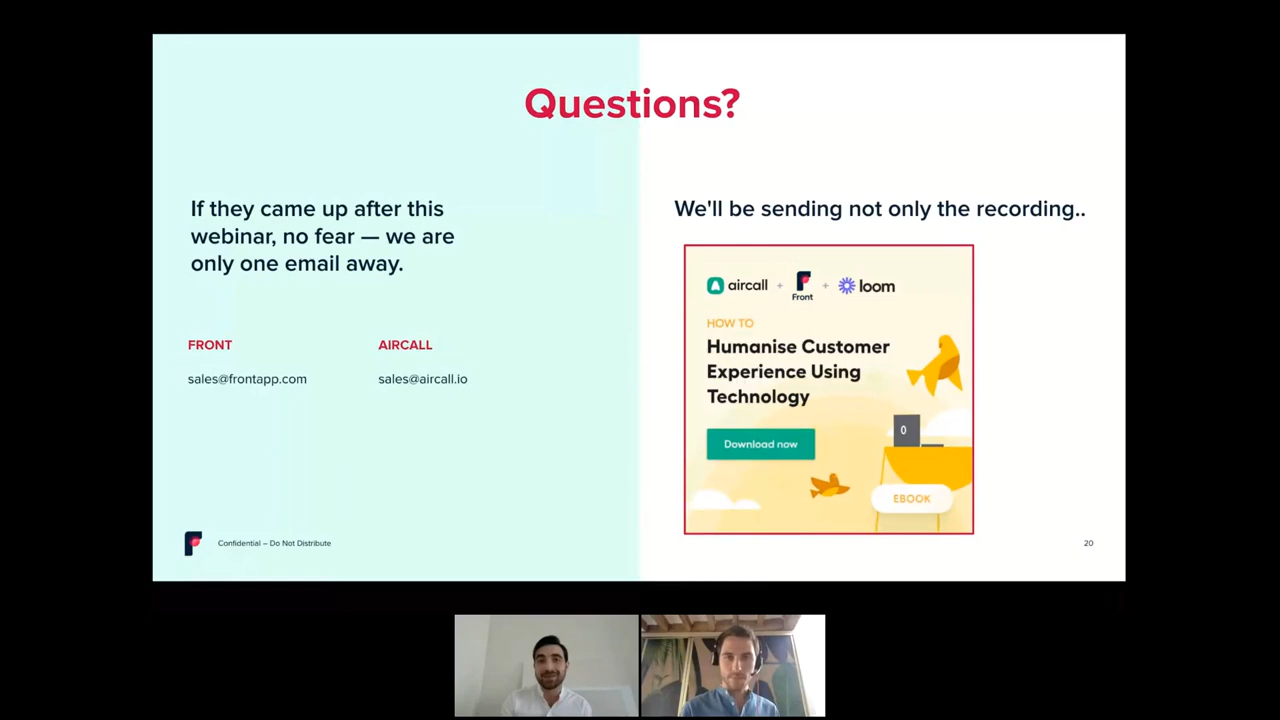 Questions?
If they came up after this
webinar, no fear — we are
only one email away.
FRONT
sales@frontapp.com
AIRCALL
sales@aircall.io
We'll be sending not only the recording..
aircall + Front + loom
HOW TO
Humanise Customer
Experience Using
Technology
Download now
0
EBOOK
Confidential – Do Not Distribute
20